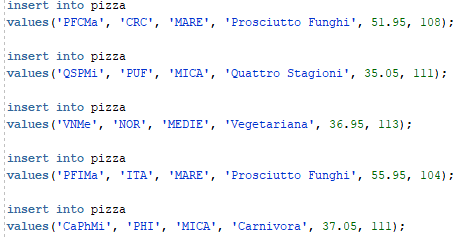 insert into pizza
values('PFCMa', 'CRC', 'MARE', 'Prosciutto Funghi', 51.95, 108);
insert into pizza
values('QSPMi', 'PUF', 'MICA', 'Quattro Stagioni', 35.05, 111);
insert into pizza
values('VNMe', 'NOR', 'MEDIE', 'Vegetariana', 36.95, 113);
insert into pizza
values('PFIMa', 'ITA', 'MARE', 'Prosciutto Funghi', 55.95, 104);
insert into pizza
values('CaPhMi', 'PHI', 'MICA', 'Carnivora', 37.05, 111);